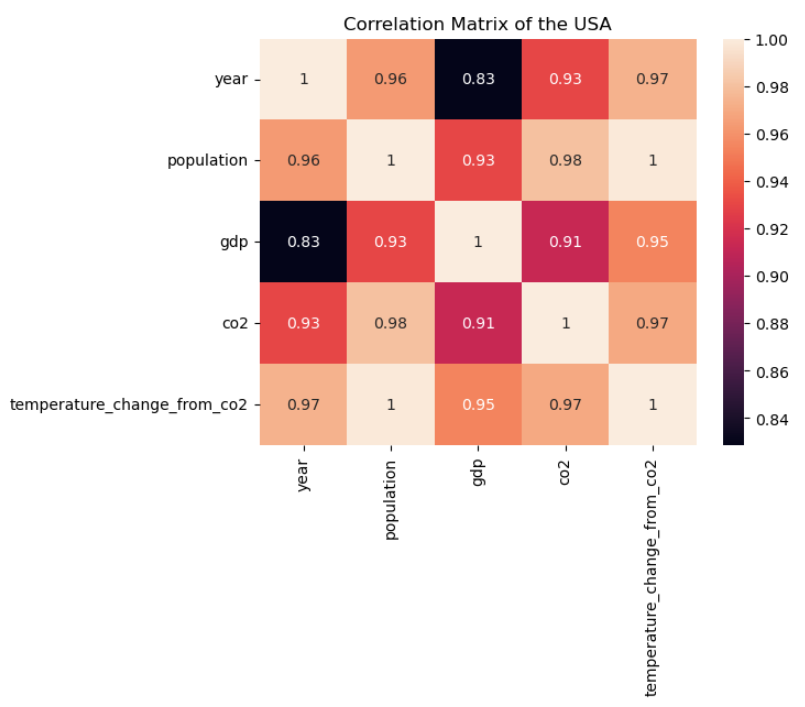 Correlation Matrix of the USA
year 1 0.96 0.83 0.93 0.97
population 0.96 1 0.93 0.98 1
gdp 0.83 0.93 1 0.91 0.95
co2 0.93 0.98 0.91 1 0.97
temperature_change_from_co2 0.97 1 0.95 0.97 1
year
population
gdp
co2
temperature_change_from_co2
1.00
0.98
0.96
0.94
0.92
0.90
0.88
0.86
0.84